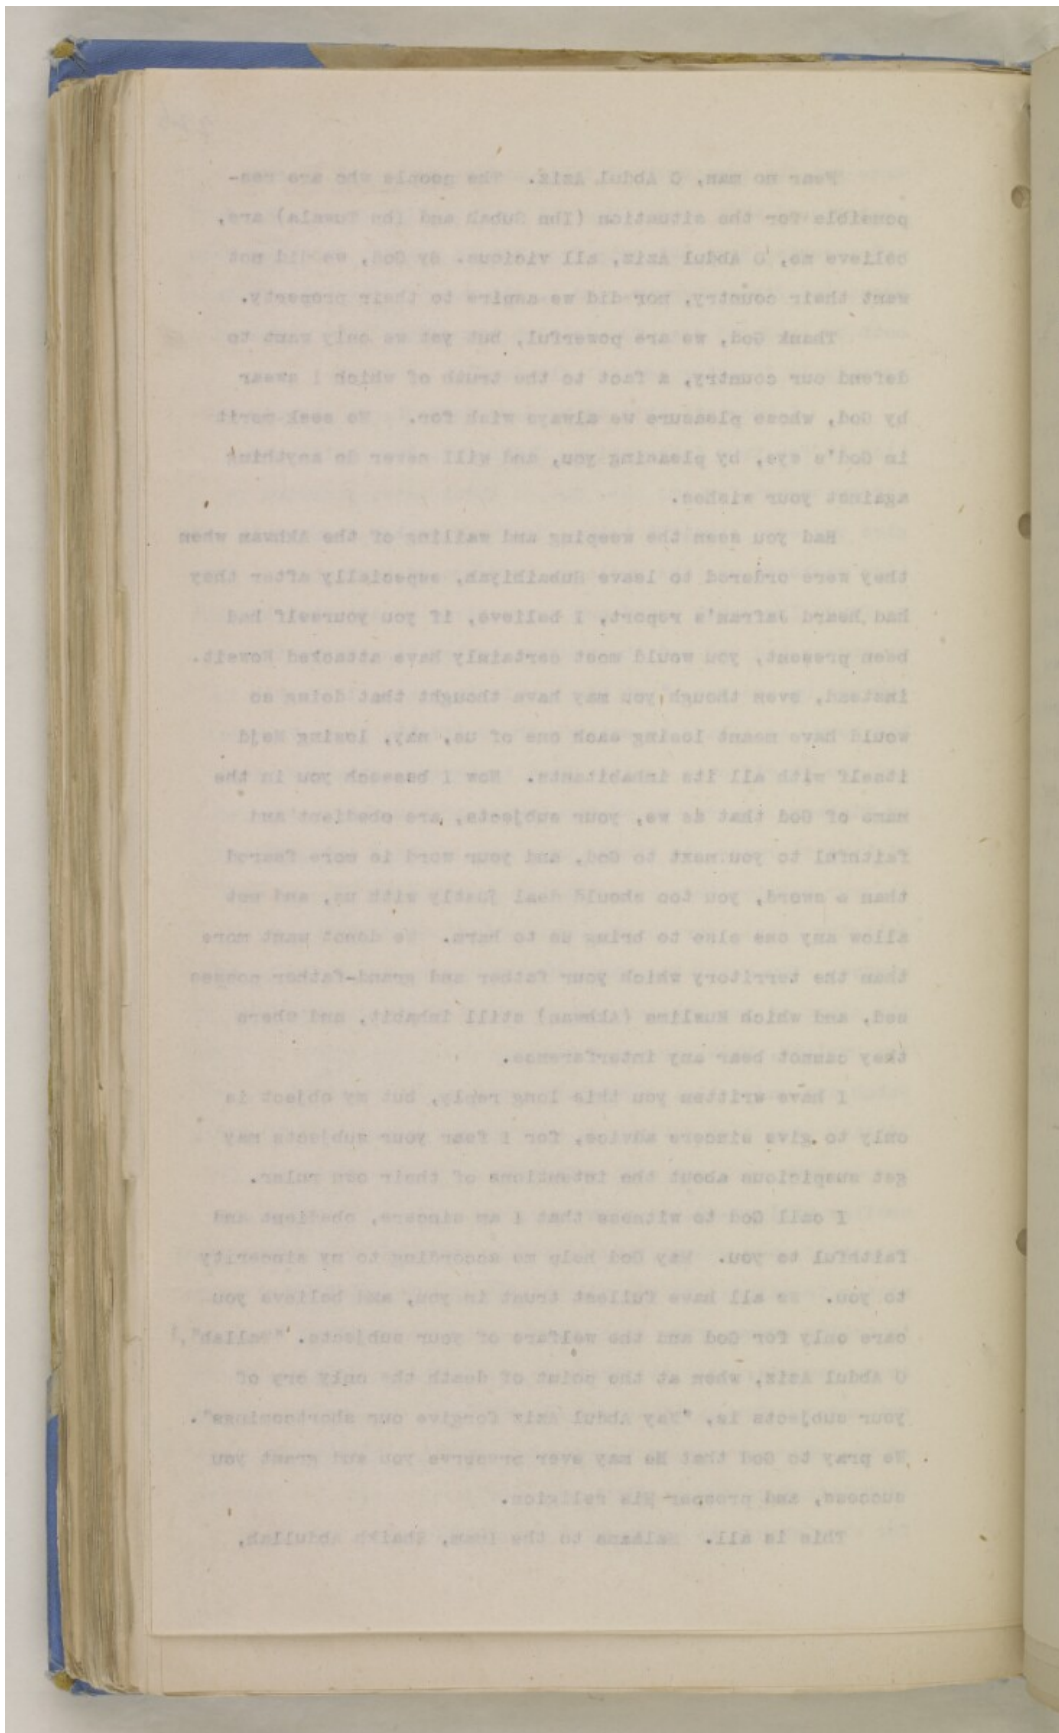 Fear no man, O Abdul Aziz. The people who are res-
ponsible for the situation (Ibn Subah and Ibn Tuwala) are,
believe me, O Abdul Aziz, all vicious. By God, we did not
want their country, nor did we aspire to their property.
Thank God, we are powerful, but yet we only want to
defend our country, a fact to the truth of which I swear
by God, whose pleasure we always wish for. We seek merit
in God's eye, by pleasing you, and will never do anything
against your wishes.
Had you seen the weeping and wailing of the Akhwan when
they were ordered to leave Subaihiyah, especially after they
had heard Jafran's report, I believe, if you yourself had
been present, you would most certainly have attacked Koweit.
instead, even though you may have thought that doing so
would have meant losing each one of us, nay, losing Nejd
itself with all its inhabitants. Now I beseech you in the
name of God that as we, your subjects, are obedient and
faithful to you next to God, and your word is more feared
than a sword, you too should deal justly with us, and not
allow any one else to bring us to harm. We donot want more
than the territory which your father and grand-father posses
sed, and which Muslims (Akhwan) still inhabit, and where
they cannot bear any interference.
I have written you this long reply, but my object is
only to give sincere advice, for I fear your subjects may
get suspicious about the intentions of their own ruler.
I call God to witness that I am sincere, obedient and
faithful to you. May God help me according to my sincerity
to you. We all have fullest trust in you, and believe you
care only for God and the welfare of your subjects. "Wallah",
O Abdul Aziz, when at the point of death the only cry of
your subjects is, "May Abdul Aziz forgive our shortcomings".
We pray to God that He may ever preserve you and grant you
success, and prosper His religion.
This is all. Salaams to the Imam, Shaikh Abdullah,